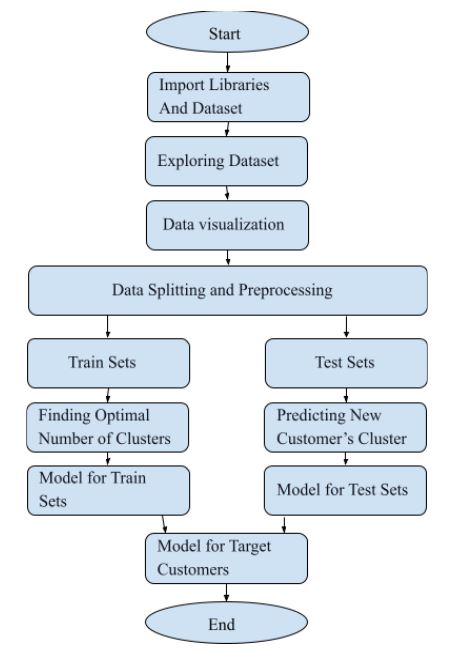 Start
Import Libraries
And Dataset
Exploring Dataset
Data visualization
Data Splitting and Preprocessing
Train Sets
Test Sets
Finding Optimal
Number of Clusters
Predicting New
Customer's Cluster
Model for Train
Sets
Model for Test Sets
Model for Target
Customers
End